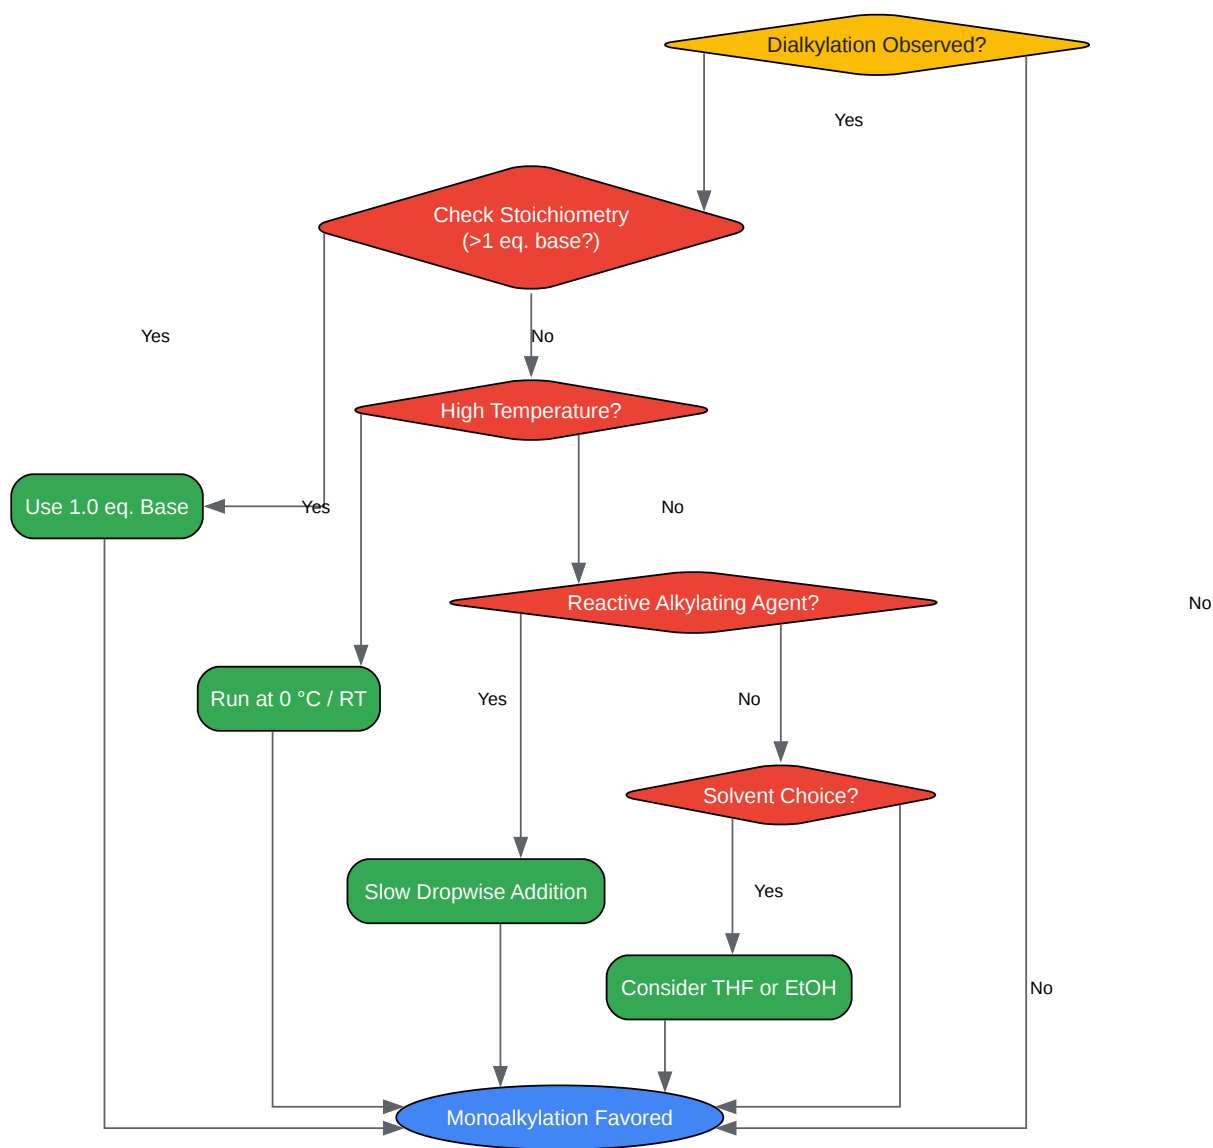 Dialkylation Observed?
Yes
Check Stoichiometry
(>1 eq. base?)
Yes
No
High Temperature?
Use 1.0 eq. Base
Yes
No
Reactive Alkylating Agent?
No
Run at 0 °C / RT
Yes
No
Solvent Choice?
Slow Dropwise Addition
Yes
Consider THF or EtOH
No
Monoalkylation Favored